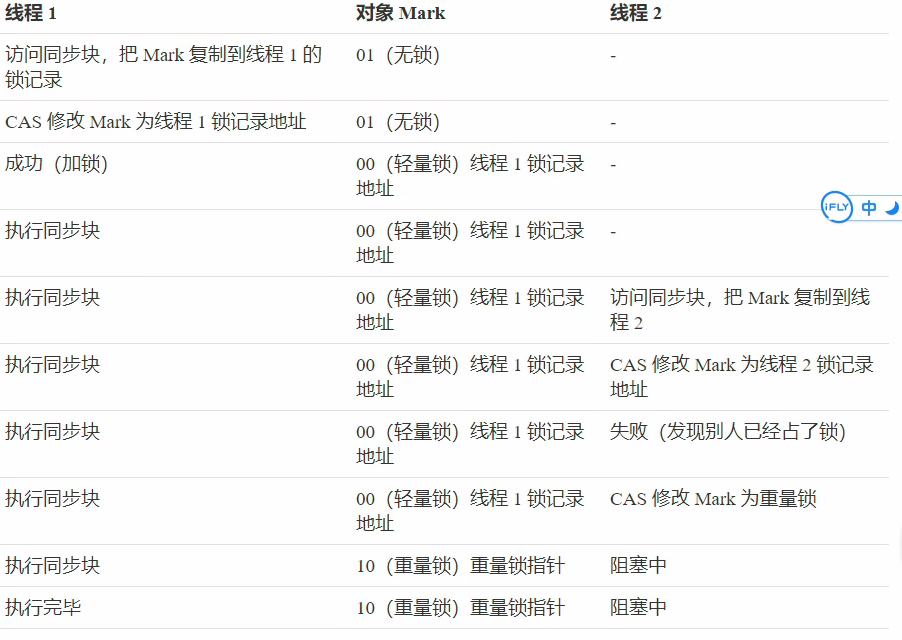 线程 1 对象 Mark 线程 2
访问同步块，把 Mark 复制到线程 1 的 01（无锁） -
锁记录
CAS 修改 Mark 为线程 1 锁记录地址 01（无锁） -
成功（加锁） 00（轻量锁）线程 1 锁记录 -
地址
执行同步块 00（轻量锁）线程 1 锁记录 -
地址
iFLY 中
执行同步块 00（轻量锁）线程 1 锁记录 访问同步块，把 Mark 复制到线
地址 程 2
执行同步块 00（轻量锁）线程 1 锁记录 CAS 修改 Mark 为线程 2 锁记录
地址 地址
执行同步块 00（轻量锁）线程 1 锁记录 失败（发现别人已经占了锁）
地址
执行同步块 00（轻量锁）线程 1 锁记录 CAS 修改 Mark 为重量锁
地址
执行同步块 10（重量锁）重量锁指针 阻塞中
执行完毕 10（重量锁）重量锁指针 阻塞中